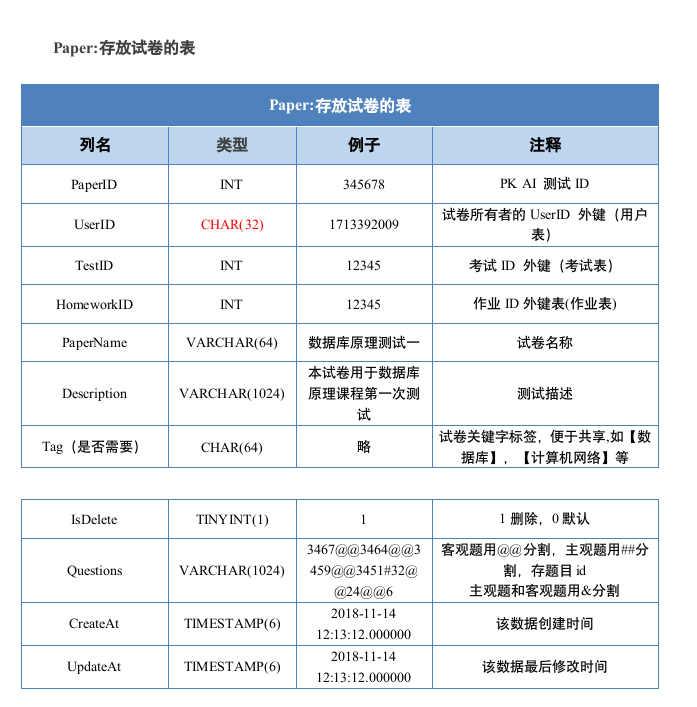 Paper:存放试卷的表
Paper:存放试卷的表
列名 类型 例子 注释
PaperID INT 345678 PK AI 测试 ID
UserID CHAR(32) 1713392009 试卷所有者的 UserID 外键（用户
表）
TestID INT 12345 考试 ID 外键（考试表）
HomeworkID INT 12345 作业 ID外键表(作业表)
PaperName VARCHAR(64) 数据库原理测试一 试卷名称
Description VARCHAR(1024) 本试卷用于数据库
原理课程第一次测
试
测试描述
Tag（是否需要） CHAR(64) 略 试卷关键字标签，便于共享,如【数
据库】，【计算机网络】等
IsDelete TINYINT(1) 1 1 删除，0 默认
Questions VARCHAR(1024) 3467@@3464@@3
459@@3451#32@
@24@@6
客观题用@@分割，主观题用##分
割，存题目 id
主观题和客观题用&分割
CreateAt TIMESTAMP(6) 2018-11-14
12:13:12.000000
该数据创建时间
UpdateAt TIMESTAMP(6) 2018-11-14
12:13:12.000000
该数据最后修改时间